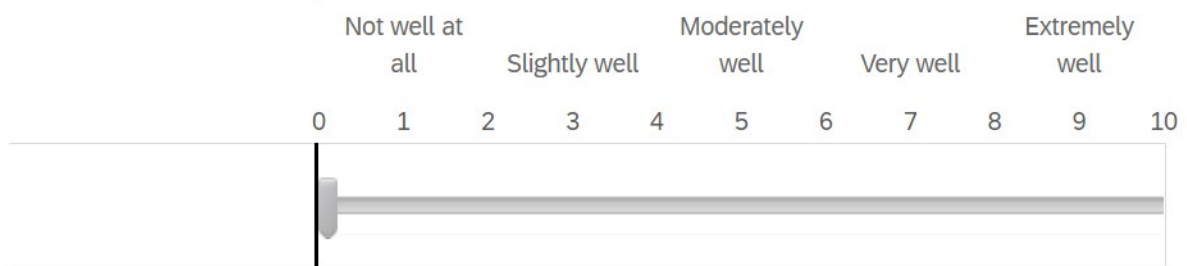 Not well at all
Slightly well
Moderately well
Very well
Extremely well
0 1 2 3 4 5 6 7 8 9 10